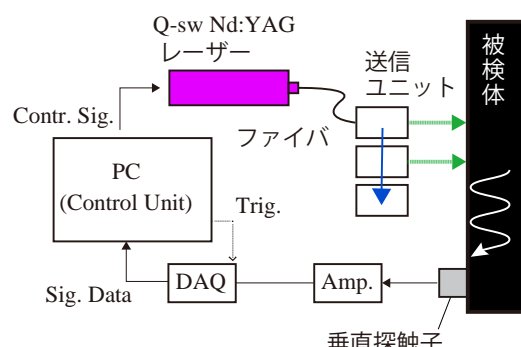 Q-sw Nd:YAG
レーザー
送信
ユニット
被検体
Contr. Sig.
ファイバ
PC
(Control Unit)
Trig.
DAQ
Amp.
Sig. Data
垂直探触子